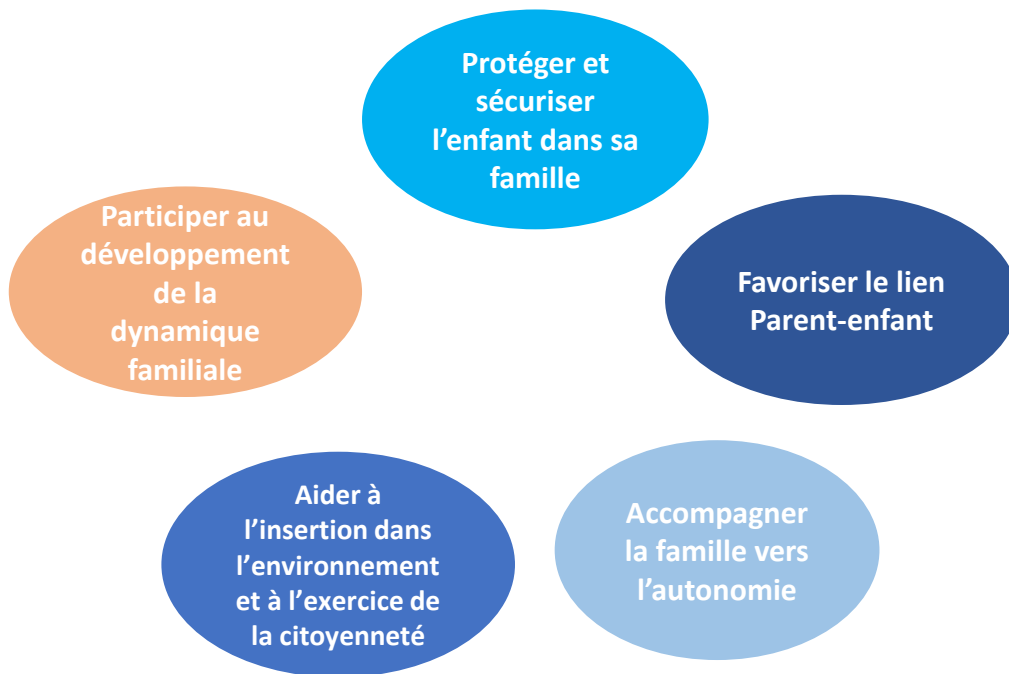 Protéger et
sécuriser
l'enfant dans sa
famille
Participer au
développement
de la
dynamique
familiale
Favoriser le lien
Parent-enfant
Aider à
l'insertion dans
l'environnement
et à l'exercice de
la citoyenneté
Accompagner
la famille vers
l'autonomie